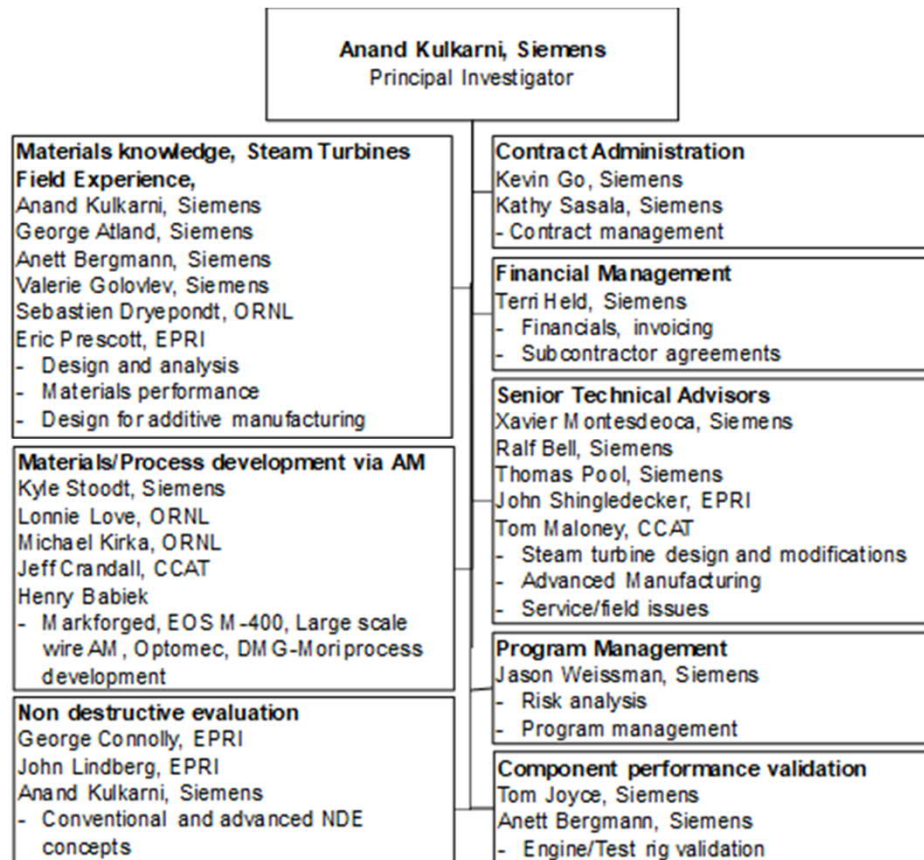 Anand Kulkarni, Siemens
Principal Investigator
Materials knowledge, Steam Turbines
Field Experience,
Anand Kulkarni, Siemens
George Atland, Siemens
Anett Bergmann, Siemens
Valerie Golovlev, Siemens
Sebastien Dryepondt, ORNL
Eric Prescott, EPRI
- Design and analysis
- Materials performance
- Design for additive manufacturing
Materials/Process development via AM
Kyle Stoodt, Siemens
Lonnie Love, ORNL
Michael Kirka, ORNL
Jeff Crandall, CCAT
Henry Babiek
- Markforged, EOS M-400, Large scale
wire AM, Optomec, DMG-Mori process
development
Non destructive evaluation
George Connolly, EPRI
John Lindberg, EPRI
Anand Kulkarni, Siemens
- Conventional and advanced NDE
concepts
Contract Administration
Kevin Go, Siemens
Kathy Sasala, Siemens
- Contract management
Financial Management
Terri Held, Siemens
- Financials, invoicing
- Subcontractor agreements
Senior Technical Advisors
Xavier Montesdeoca, Siemens
Ralf Bell, Siemens
Thomas Pool, Siemens
John Shingledecker, EPRI
Tom Maloney, CCAT
- Steam turbine design and modifications
- Advanced Manufacturing
- Service/field issues
Program Management
Jason Weissman, Siemens
- Risk analysis
- Program management
Component performance validation
Tom Joyce, Siemens
Anett Bergmann, Siemens
- Engine/Test rig validation